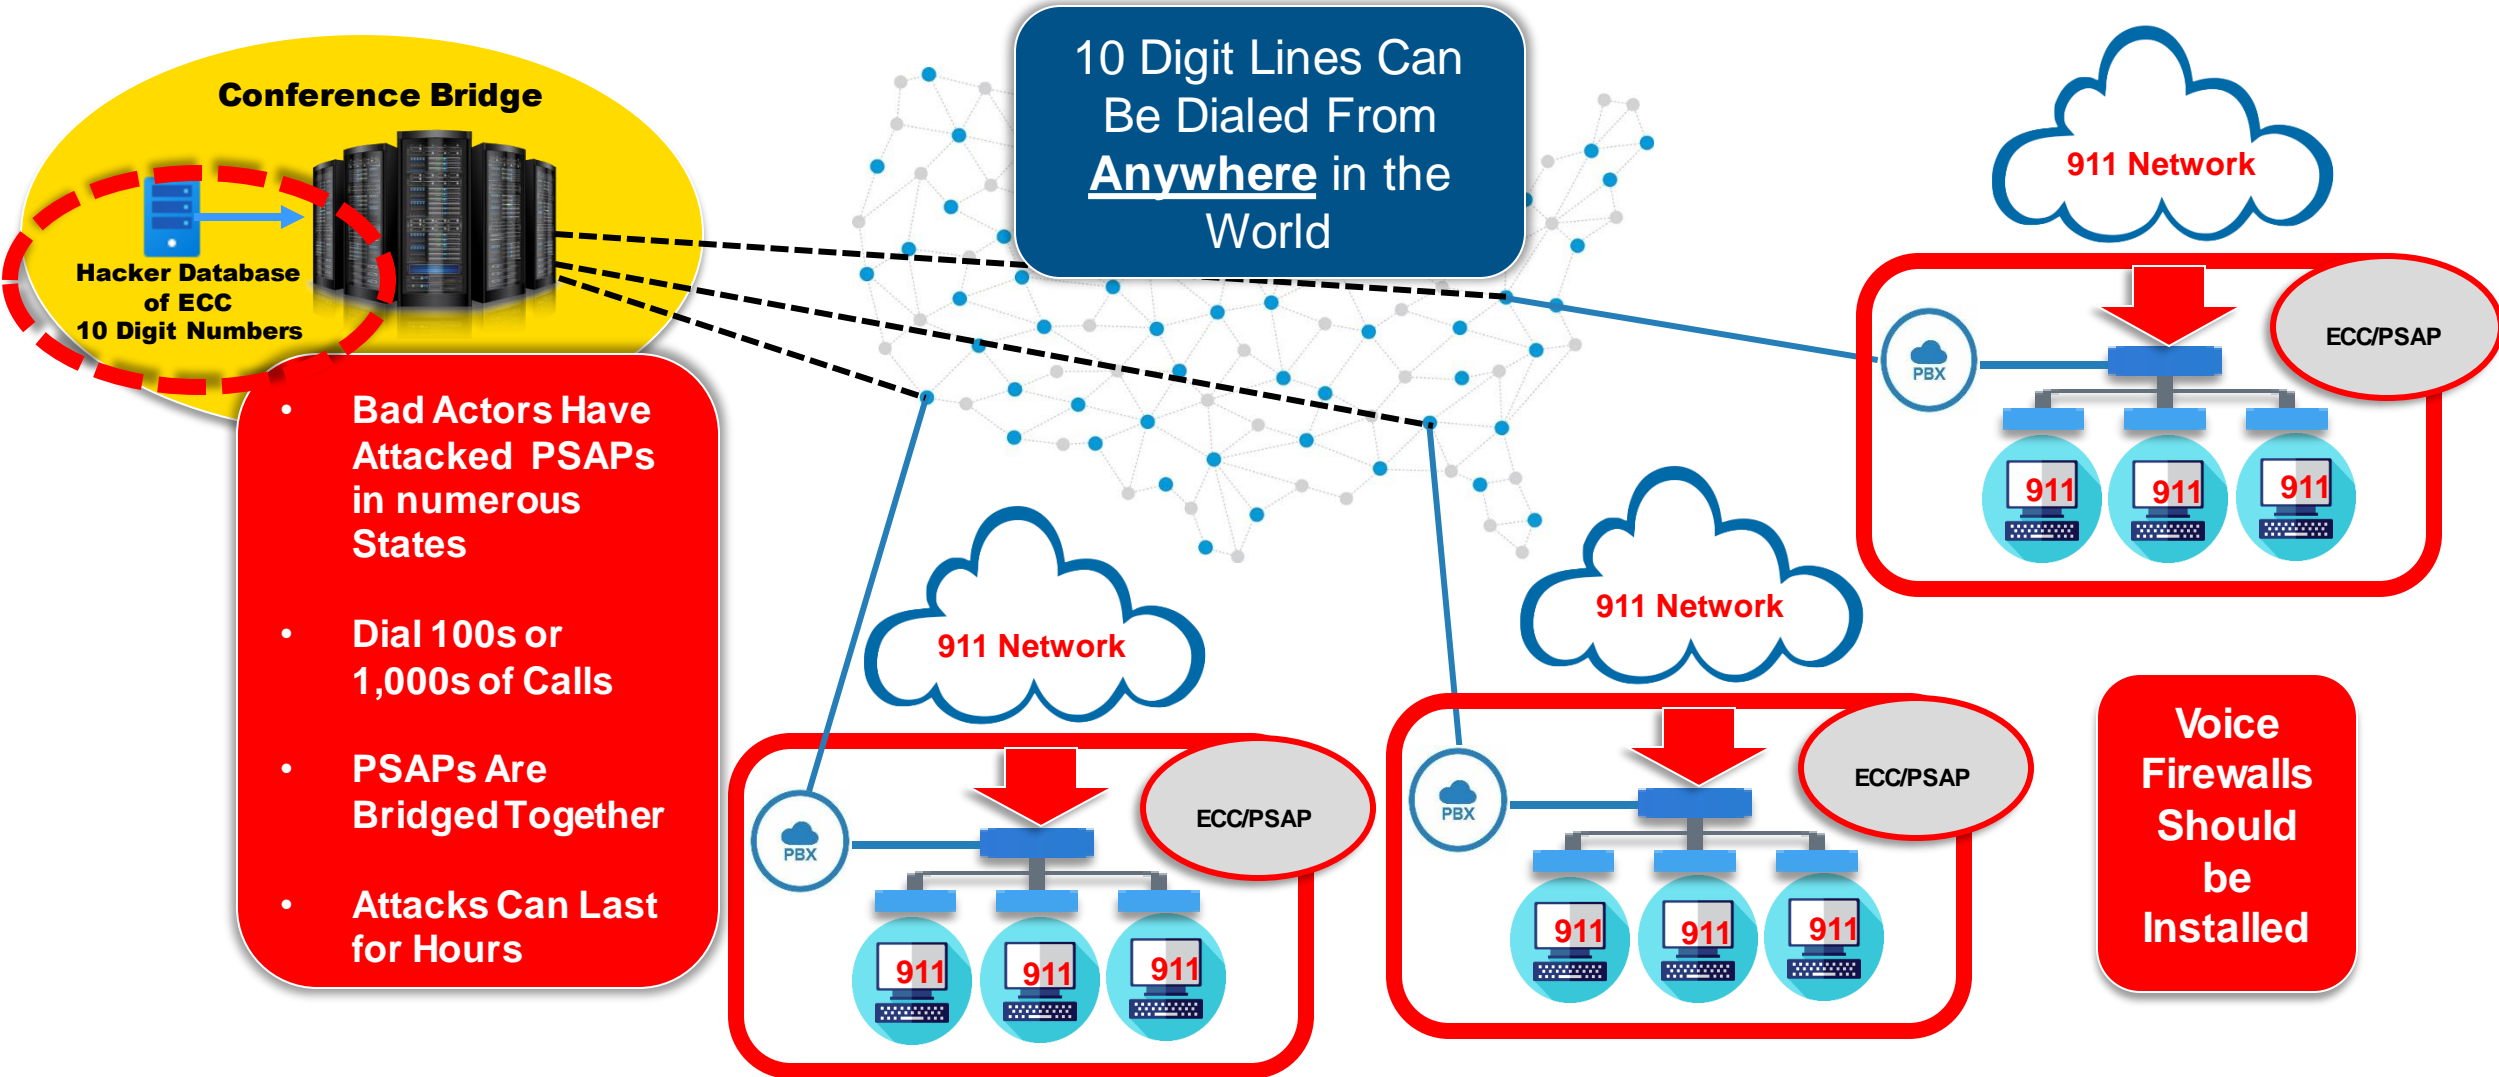 Conference Bridge
Hacker Database
of ECC
10 Digit Numbers
• Bad Actors Have
Attacked PSAPs
in numerous
States
• Dial 100s or
1,000s of Calls
• PSAPs Are
Bridged Together
• Attacks Can Last
for Hours
10 Digit Lines Can
Be Dialed From
Anywhere in the
World
911 Network
ECC/PSAP
PBX
911
911
911
911 Network
ECC/PSAP
PBX
911
911
911
911 Network
ECC/PSAP
PBX
911
911
911
Voice
Firewalls
Should
be
Installed